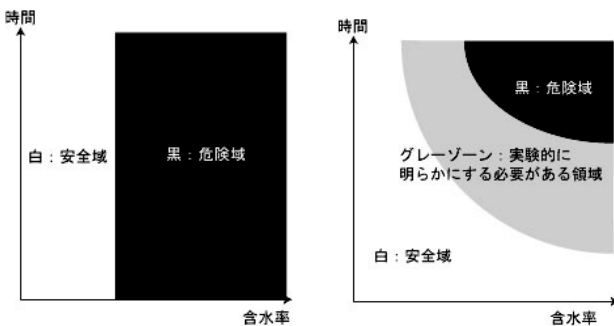 時間
白：安全域
黒：危険域
含水率
時間
黒：危険域
グレーゾーン：実験的に
明らかにする必要がある領域
白：安全域
含水率